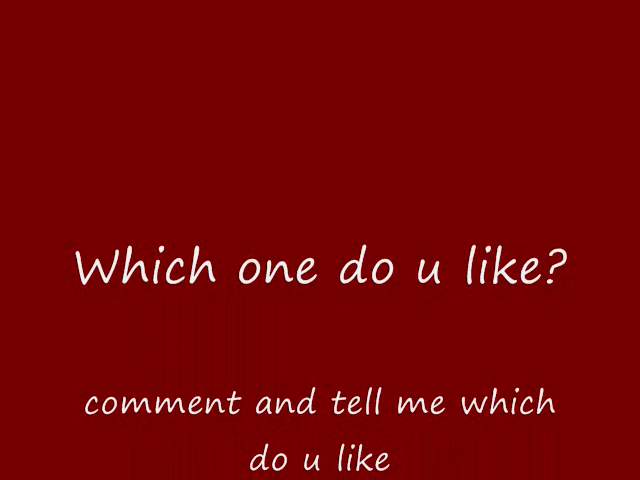 Which one do u like?
comment and tell me which
do u like